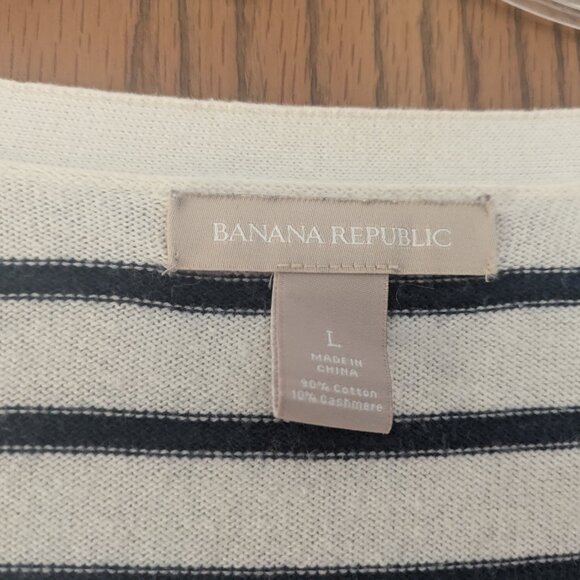 BANANA REPUBLIC
L
MADE IN
CHINA
90% Cotton
10% Cashmere